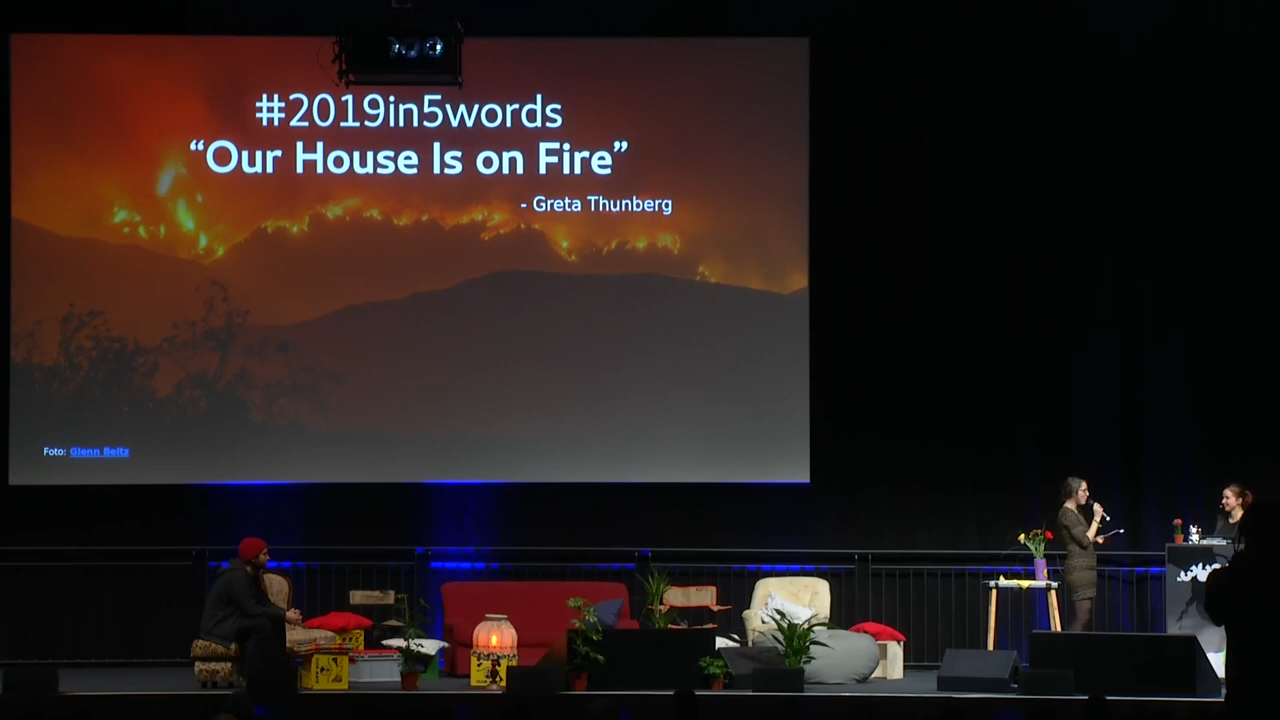 #2019in5words
“Our House Is on Fire”
- Greta Thunberg
Foto: Glenn Beltz